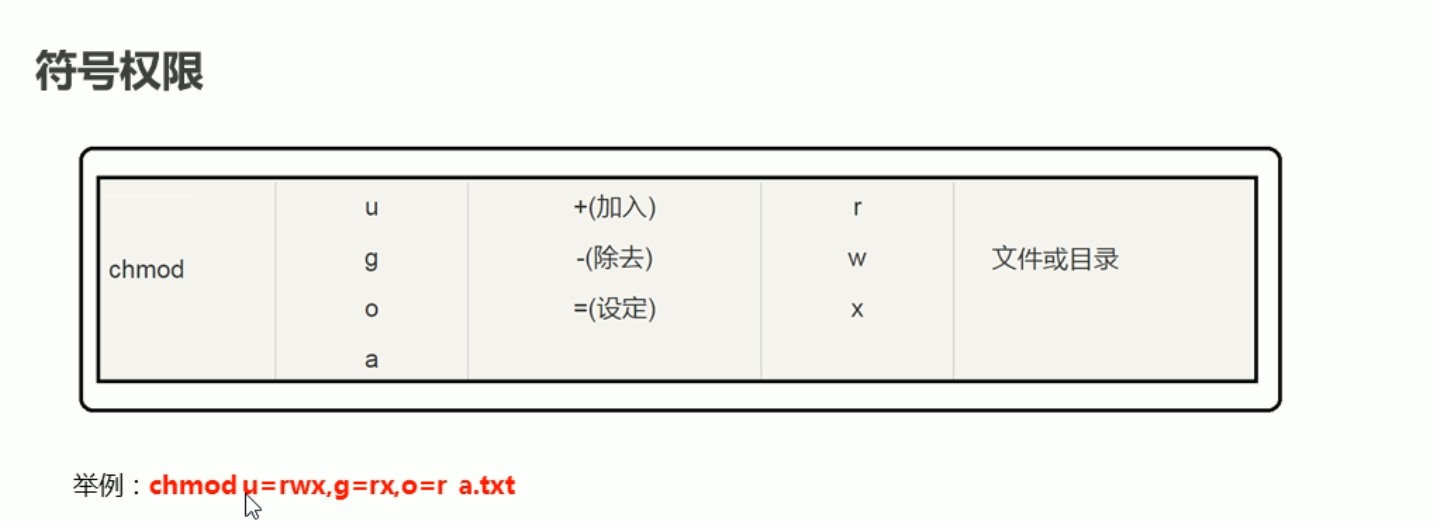 符号权限
u +(加入) r
g -(除去) w 文件或目录
chmod
o =(设定) x
a
举例：chmod u=rwx,g=rx,o=r a.txt